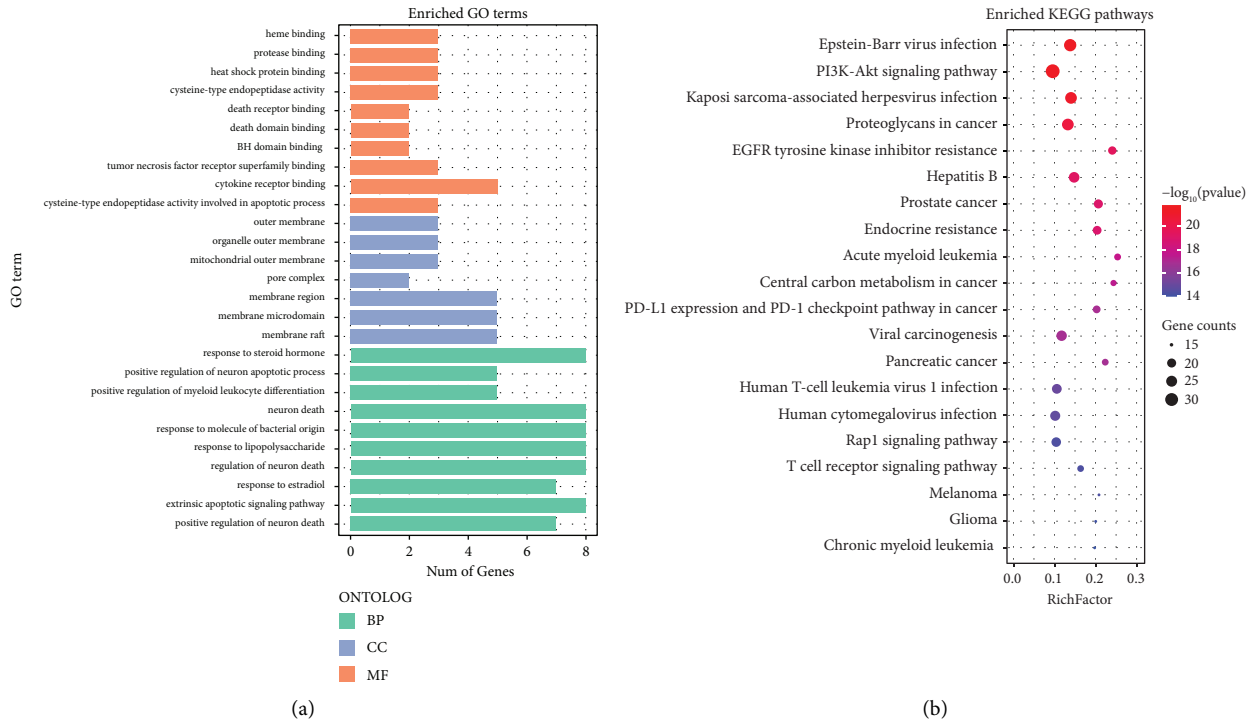 Enriched GO terms
GO term
heme binding
protease binding
heat shock protein binding
cysteine-type endopeptidase activity
death receptor binding
death domain binding
BH domain binding
tumor necrosis factor receptor superfamily binding
cytokine receptor binding
cysteine-type endopeptidase activity involved in apoptotic process
outer membrane
organelle outer membrane
mitochondrial outer membrane
pore complex
membrane region
membrane microdomain
membrane raft
response to steroid hormone
positive regulation of neuron apoptotic process
positive regulation of myeloid leukocyte differentiation
neuron death
response to molecule of bacterial origin
response to lipopolysaccharide
regulation of neuron death
response to estradiol
extrinsic apoptotic signaling pathway
positive regulation of neuron death
0 2 4 6 8
Num of Genes
ONTOLOG
BP
CC
MF
(a)
Enriched KEGG pathways
Epstein-Barr virus infection
PI3K-Akt signaling pathway
Kaposi sarcoma-associated herpesvirus infection
Proteoglycans in cancer
EGFR tyrosine kinase inhibitor resistance
Hepatitis B
Prostate cancer
Endocrine resistance
Acute myeloid leukemia
Central carbon metabolism in cancer
PD-L1 expression and PD-1 checkpoint pathway in cancer
Viral carcinogenesis
Pancreatic cancer
Human T-cell leukemia virus 1 infection
Human cytomegalovirus infection
Rap1 signaling pathway
T cell receptor signaling pathway
Melanoma
Glioma
Chronic myeloid leukemia
0.0 0.1 0.2 0.3
RichFactor
−log₁₀(pvalue)
20
18
16
14
Gene counts
15
20
25
30
(b)